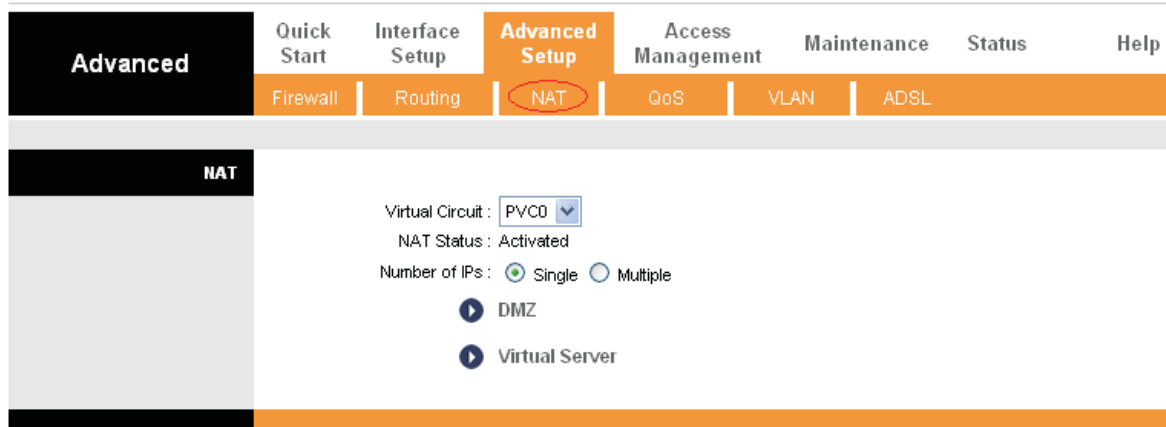 Advanced
Quick Start
Interface Setup
Advanced Setup
Access Management
Maintenance
Status
Help
Firewall
Routing
NAT
QoS
VLAN
ADSL
NAT
Virtual Circuit : PVC0
NAT Status : Activated
Number of IPs : Single Multiple
DMZ
Virtual Server